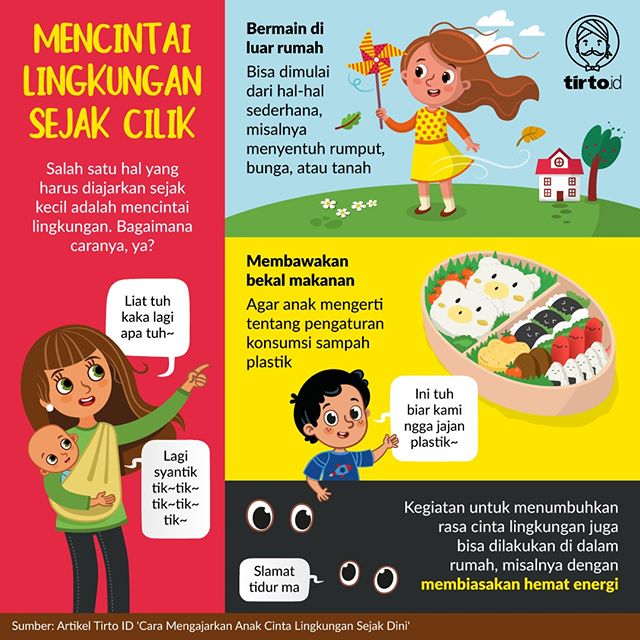 MENCINTAI
LINGKUNGAN
SEJAK CILIK
Salah satu hal yang
harus diajarkan sejak
kecil adalah mencintai
lingkungan. Bagaimana
caranya, ya?
Liat tuh
kaka lagi
apa tuh~
Lagi
syantik
tik~tik~
tik~tik~
tik~
Bermain di
luar rumah
Bisa dimulai
dari hal-hal
sederhana,
misalnya
menyentuh rumput,
bunga, atau tanah
tirto.id
Membawakan
bekal makanan
Agar anak mengerti
tentang pengaturan
konsumsi sampah
plastik
Ini tuh
biar kami
ngga jajan
plastik~
Kegiatan untuk menumbuhkan
rasa cinta lingkungan juga
bisa dilakukan di dalam
rumah, misalnya dengan
membiasakan hemat energi
Slamat
tidur ma
Sumber: Artikel Tirto ID 'Cara Mengajarkan Anak Cinta Lingkungan Sejak Dini'